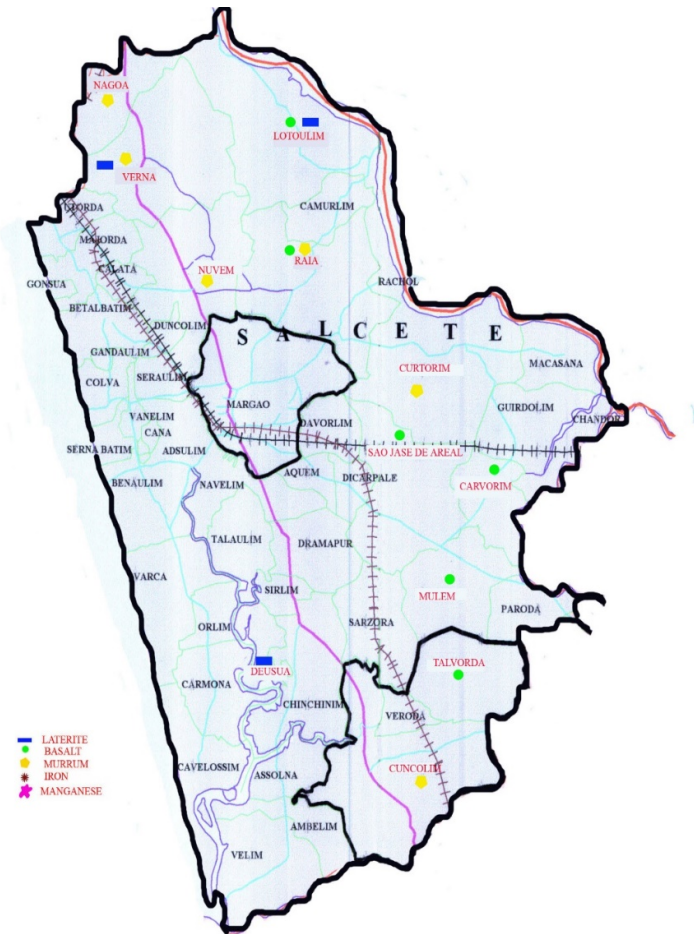 NAGOA
LOTOULIM
VERNA
CAMURLIM
UTORDA
MAJORDA
RAIA
CALATA
NUVEM
GONSUA
RACHOL
BETALBATIM
DUNCOLIM
SALCETE
GANDAULIM
MACASANA
CURTORIM
COLVA
SERAULIM
MARGAO
GUIRDOLIM
VANELIM
DAVORLIM
CHANDOR
CANA
SERNA BATIM
ADSULIM
SAO JASE DE AREAL
AQUEM
DICARPALE
BENAULIM
NAVELIM
CARVORIM
TALAULIM
DRAMAPUR
VARCA
SIRLIM
MULEM
PARODA
ORLIM
SARZORA
DEUSUA
TALVORDA
CARMONA
CHINCHINIM
VERODA
LATERITE
BASALT
MURRUM
IRON
MANGANESE
CAVELOSSIM
ASSOLNA
CUNCOLIM
AMBELIM
VELIM